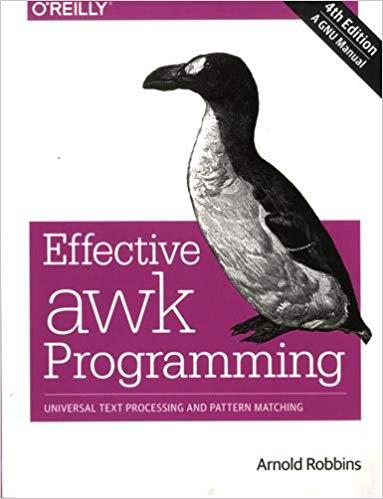 O'REILLY®
4th Edition
A GNU Manual
Effective
awk
Programming
UNIVERSAL TEXT PROCESSING AND PATTERN MATCHING
Arnold Robbins